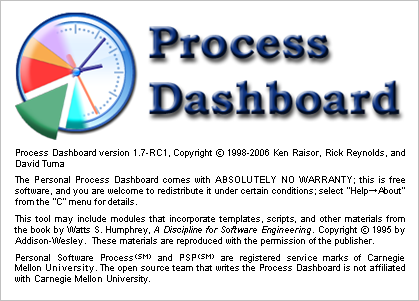 Process
Dashboard
Process Dashboard version 1.7-RC1, Copyright © 1998-2006 Ken Raisor, Rick Reynolds, and
David Tuma
The Personal Process Dashboard comes with ABSOLUTELY NO WARRANTY; this is free
software, and you are welcome to redistribute it under certain conditions; select "Help→About"
from the "C" menu for details.
This tool may include modules that incorporate templates, scripts, and other materials from
the book by Watts S. Humphrey, A Discipline for Software Engineering. Copyright © 1995 by
Addison-Wesley. These materials are reproduced with the permission of the publisher.
Personal Software Process(SM) and PSP(SM) are registered service marks of Carnegie
Mellon University. The open source team that writes the Process Dashboard is not affiliated
with Carnegie Mellon University.